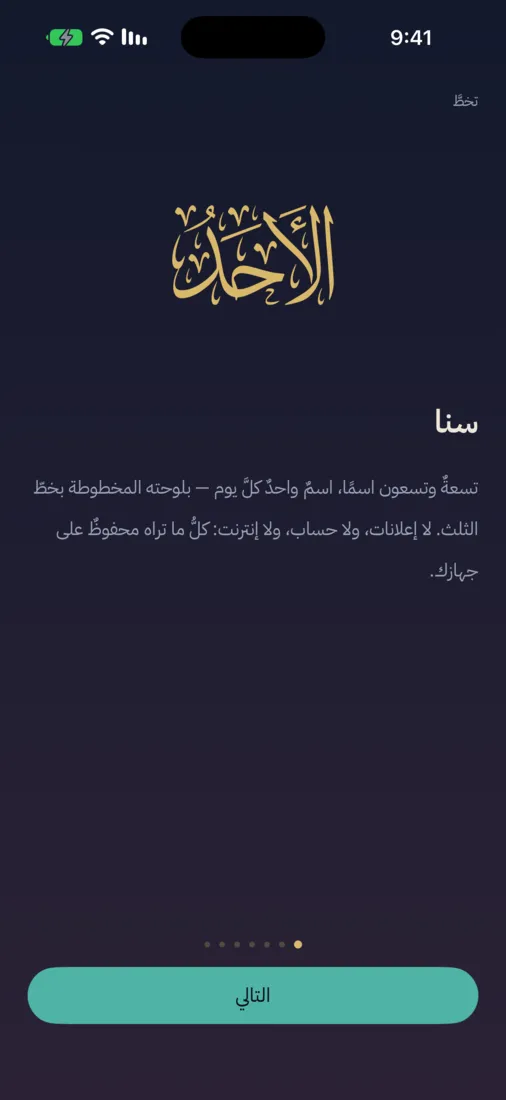 9:41
تخطَّ
الأَحَدُ
سنا
تسعةٌ وتسعون اسمًا، اسمٌ واحدٌ كلَّ يوم — بلوحته المخطوطة بخطّ
الثلث. لا إعلانات، ولا حساب، ولا إنترنت: كلُّ ما تراه محفوظٌ على
جهازك.
التالي